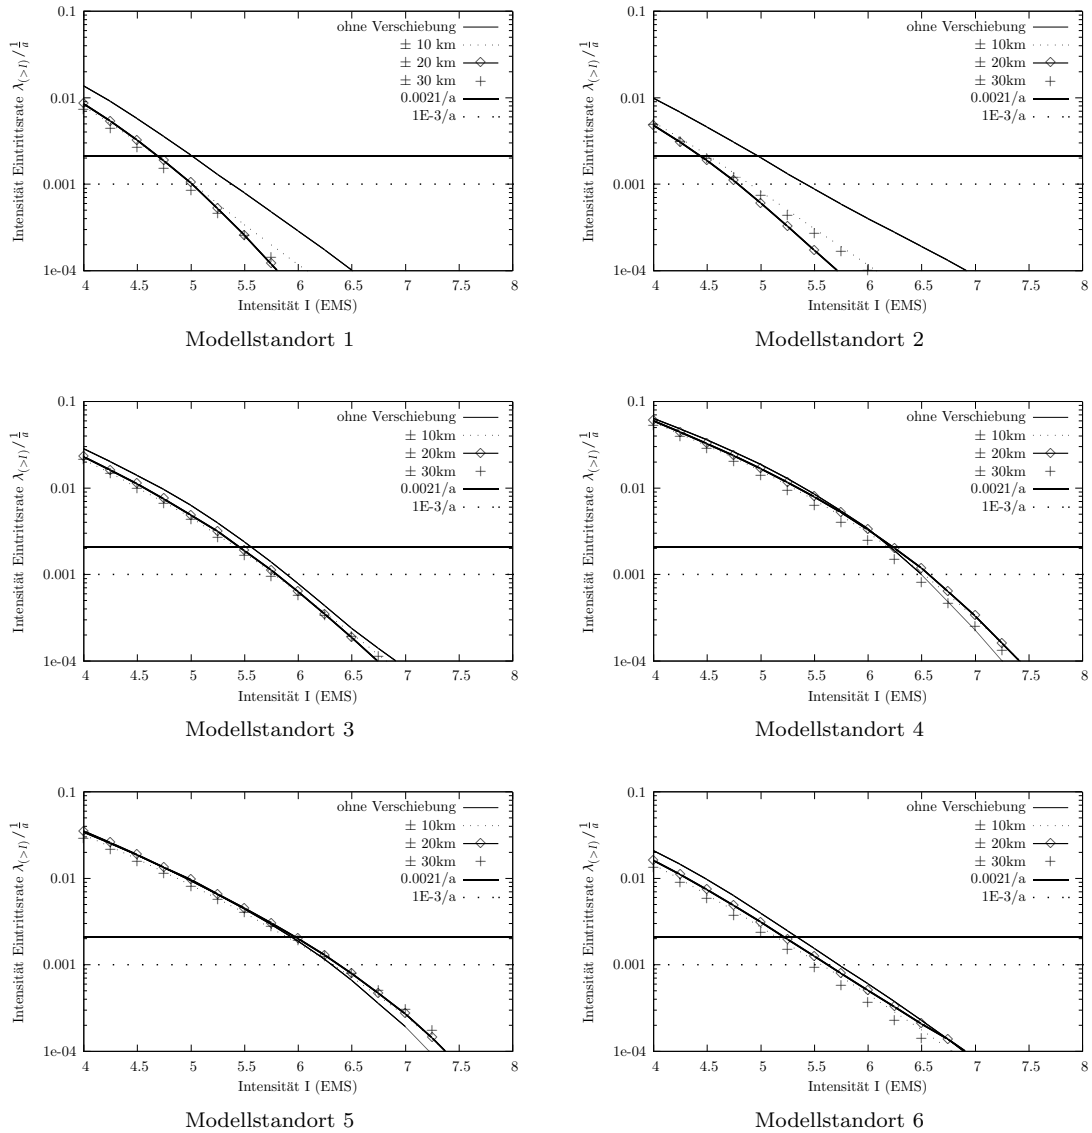 0.1
0.01
0.001
1e-04
4 4.5 5 5.5 6 6.5 7 7.5 8
Intensität Eintrittsrate λ(>I)/ 1/a
Intensität I (EMS)
ohne Verschiebung
± 10 km
± 20 km
± 30 km
0.0021/a
1E-3/a
Modellstandort 1
0.1
0.01
0.001
1e-04
4 4.5 5 5.5 6 6.5 7 7.5 8
Intensität Eintrittsrate λ(>I)/ 1/a
Intensität I (EMS)
ohne Verschiebung
± 10km
± 20km
± 30km
0.0021/a
1E-3/a
Modellstandort 2
0.1
0.01
0.001
1e-04
4 4.5 5 5.5 6 6.5 7 7.5 8
Intensität Eintrittsrate λ(>I)/ 1/a
Intensität I (EMS)
ohne Verschiebung
± 10km
± 20km
± 30km
0.0021/a
1E-3/a
Modellstandort 3
0.1
0.01
0.001
1e-04
4 4.5 5 5.5 6 6.5 7 7.5 8
Intensität Eintrittsrate λ(>I)/ 1/a
Intensität I (EMS)
ohne Verschiebung
± 10km
± 20km
± 30km
0.0021/a
1E-3/a
Modellstandort 4
0.1
0.01
0.001
1e-04
4 4.5 5 5.5 6 6.5 7 7.5 8
Intensität Eintrittsrate λ(>I)/ 1/a
Intensität I (EMS)
ohne Verschiebung
± 10km
± 20km
± 30km
0.0021/a
1E-3/a
Modellstandort 5
0.1
0.01
0.001
1e-04
4 4.5 5 5.5 6 6.5 7 7.5 8
Intensität Eintrittsrate λ(>I)/ 1/a
Intensität I (EMS)
ohne Verschiebung
± 10km
± 20km
± 30km
0.0021/a
1E-3/a
Modellstandort 6